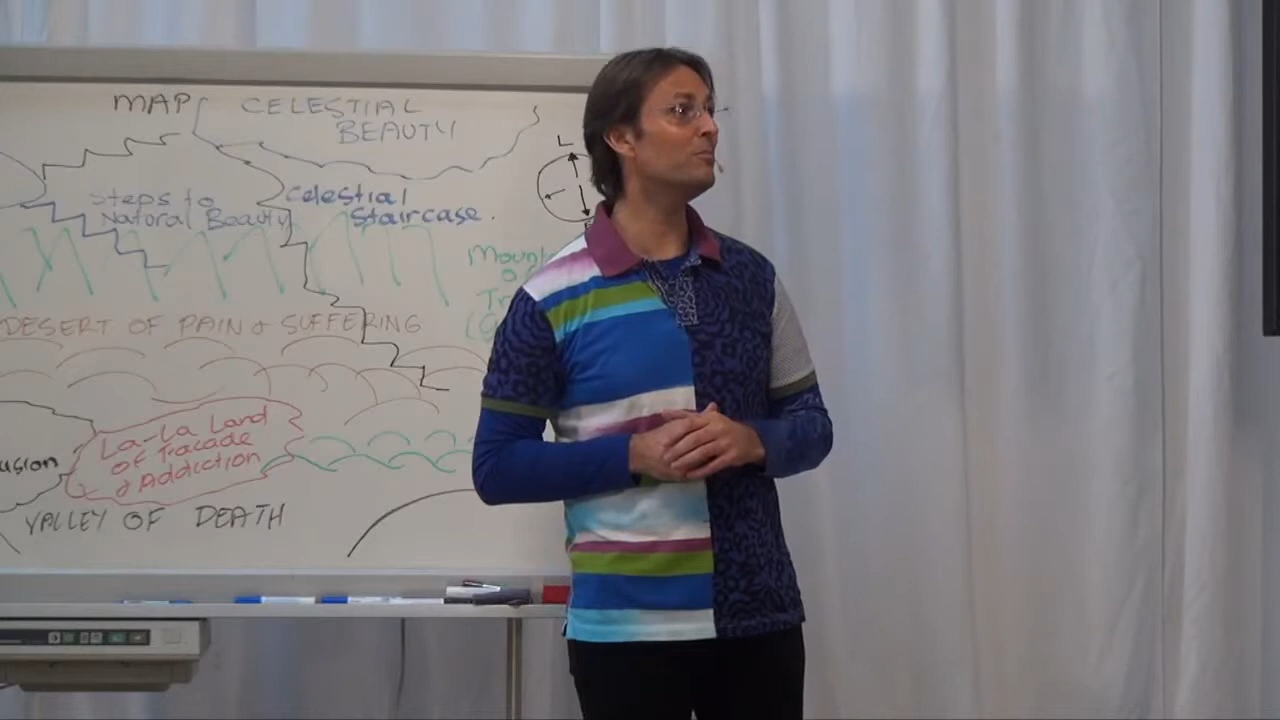 MAP
CELESTIAL
BEAUTY
L
Steps to
Natural Beauty
Celestial
Staircase.
DESERT OF PAIN & SUFFERING
La-La Land
of Facade
& Addiction
VALLEY OF DEATH